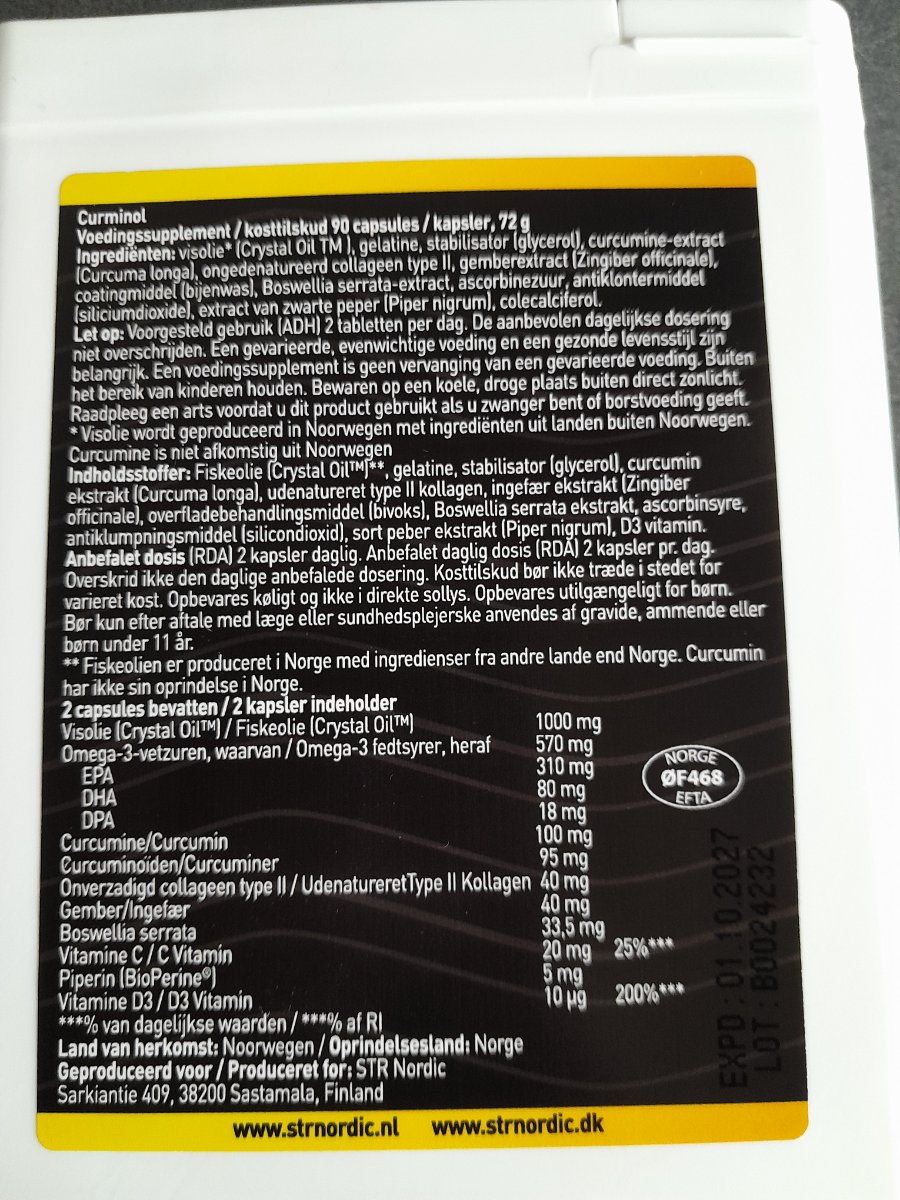 Curminol
Voedingssupplement / kosttilskud 90 capsules / kapsler, 72 g
Ingrediënten: visolie* (Crystal Oil TM ), gelatine, stabilisator (glycerol), curcumine-extract
(Curcuma longa), ongedenatureerd collageen type II, gemberextract (Zingiber officinale),
coatingmiddel (bijenwas), Boswellia serrata-extract, ascorbinezuur, antiklontermiddel
(siliciumdioxide), extract van zwarte peper (Piper nigrum), colecalciferol.
Let op: Voorgesteld gebruik (ADH) 2 tabletten per dag. De aanbevolen dagelijkse dosering
niet overschrijden. Een gevarieerde, evenwichtige voeding en een gezonde levensstijl zijn
belangrijk. Een voedingssupplement is geen vervanging van een gevarieerde voeding. Buiten
het bereik van kinderen houden. Bewaren op een koele, droge plaats buiten direct zonlicht.
Raadpleeg een arts voordat u dit product gebruikt als u zwanger bent of borstvoeding geeft.
* Visolie wordt geproduceerd in Noorwegen met ingrediënten uit landen buiten Noorwegen.
Curcumine is niet afkomstig uit Noorwegen
Indholdsstoffer: Fiskeolie (Crystal Oil™)**, gelatine, stabilisator (glycerol), curcumin
ekstrakt (Curcuma longa), udenatureret type II kollagen, ingefær ekstrakt (Zingiber
officinale), overfladebehandlingsmiddel (bivoks), Boswellia serrata ekstrakt, ascorbinsyre,
antiklumpningsmiddel (silicondioxid), sort peber ekstrakt (Piper nigrum), D3 vitamin.
Anbefalet dosis (RDA) 2 kapsler daglig. Anbefalet daglig dosis (RDA) 2 kapsler pr. dag.
Overskrid ikke den daglige anbefalede dosering. Kosttilskud bør ikke træde i stedet for
varieret kost. Opbevares køligt og ikke i direkte sollys. Opbevares utilgængeligt for børn.
Bør kun efter aftale med læge eller sundhedsplejerske anvendes af gravide, ammende eller
børn under 11 år.
** Fiskeolien er produceret i Norge med ingredienser fra andre lande end Norge. Curcumin
har ikke sin oprindelse i Norge.
2 capsules bevatten / 2 kapsler indeholder
Visolie (Crystal Oil™) / Fiskeolie (Crystal Oil™) 1000 mg
Omega-3-vetzuren, waarvan / Omega-3 fedtsyrer, heraf 570 mg
EPA 310 mg
DHA 80 mg
DPA 18 mg
Curcumine/Curcumin 100 mg
Curcuminoïden/Curcuminer 95 mg
Onverzadigd collageen type II / UdenatureretType II Kollagen 40 mg
Gember/Ingefær 40 mg
Boswellia serrata 33,5 mg
Vitamine C / C Vitamin 20 mg 25%***
Piperin (BioPerine®) 5 mg
Vitamine D3 / D3 Vitamin 10 µg 200%***
***% van dagelijkse waarden / ***% af RI
Land van herkomst: Noorwegen / Oprindelsesland: Norge
Geproduceerd voor / Produceret for: STR Nordic
Sarkiantie 409, 38200 Sastamala, Finland
NORGE
ØF468
EFTA
EXPD : 01.10.2027
LOT : B0D24232
www.strnordic.nl www.strnordic.dk